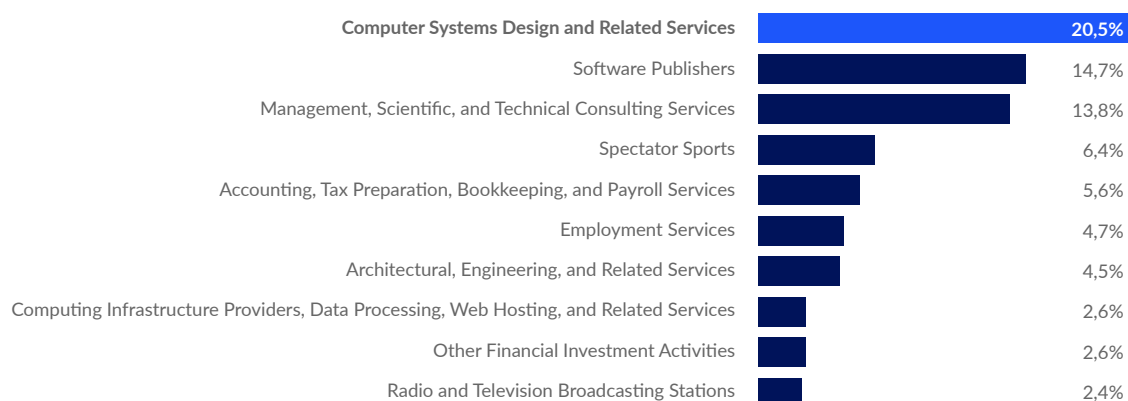 Computer Systems Design and Related Services 20,5%
Software Publishers 14,7%
Management, Scientific, and Technical Consulting Services 13,8%
Spectator Sports 6,4%
Accounting, Tax Preparation, Bookkeeping, and Payroll Services 5,6%
Employment Services 4,7%
Architectural, Engineering, and Related Services 4,5%
Computing Infrastructure Providers, Data Processing, Web Hosting, and Related Services 2,6%
Other Financial Investment Activities 2,6%
Radio and Television Broadcasting Stations 2,4%